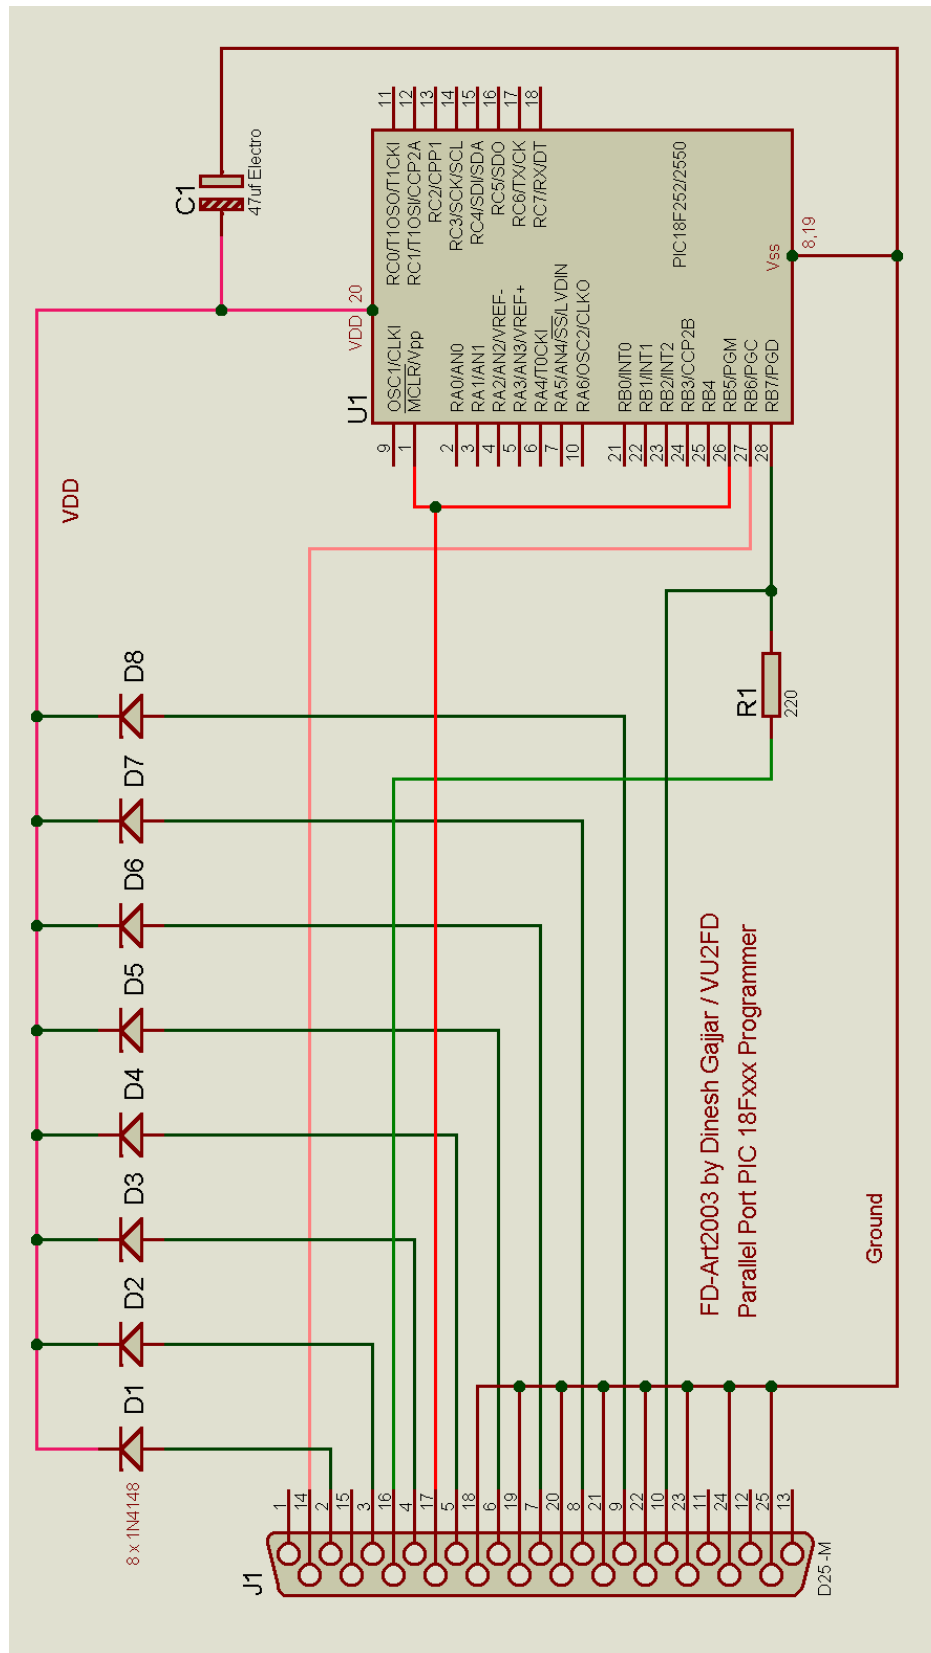 C1
47uf Electro
11
12
13
14
15
16
17
18
RC0/T1OSO/T1CKI
RC1/T1OSI/CCP2A
RC2/CPP1
RC3/SCK/SCL
RC4/SDI/SDA
RC5/SDO
RC6/TX/CK
RC7/RX/DT
PIC18F252/2550
VDD 20
Vss
8,19
U1
OSC1/CLKI
MCLR/Vpp
RA0/AN0
RA1/AN1
RA2/AN2/VREF-
RA3/AN3/VREF+
RA4/T0CKI
RA5/AN4/SS/LVDIN
RA6/OSC2/CLKO
RB0/INT0
RB1/INT1
RB2/INT2
RB3/CCP2B
RB4
RB5/PGM
RB6/PGC
RB7/PGD
9
1
2
3
4
5
6
7
10
21
22
23
24
25
26
27
28
VDD
R1
220
D8
D7
D6
D5
D4
D3
D2
D1
8 x 1N4148
FD-Art2003 by Dinesh Gajjar / VU2FD
Parallel Port PIC 18Fxxx Programmer
Ground
1
14
2
15
3
16
4
17
5
18
6
19
7
20
8
21
9
22
10
23
11
24
12
25
13
J1
D25-M